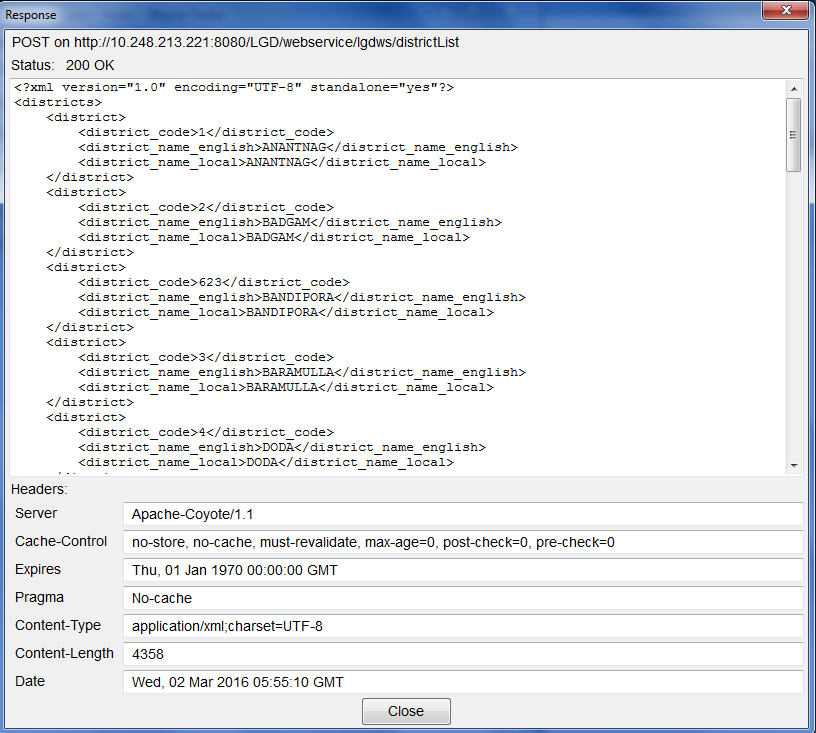 Response
POST on http://10.248.213.221:8080/LGD/webservice/lgdws/districtList
Status: 200 OK
<?xml version="1.0" encoding="UTF-8" standalone="yes"?>
<districts>
    <district>
        <district_code>1</district_code>
        <district_name_english>ANANTNAG</district_name_english>
        <district_name_local>ANANTNAG</district_name_local>
    </district>
    <district>
        <district_code>2</district_code>
        <district_name_english>BADGAM</district_name_english>
        <district_name_local>BADGAM</district_name_local>
    </district>
    <district>
        <district_code>623</district_code>
        <district_name_english>BANDIPORA</district_name_english>
        <district_name_local>BANDIPORA</district_name_local>
    </district>
    <district>
        <district_code>3</district_code>
        <district_name_english>BARAMULLA</district_name_english>
        <district_name_local>BARAMULLA</district_name_local>
    </district>
    <district>
        <district_code>4</district_code>
        <district_name_english>DODA</district_name_english>
        <district_name_local>DODA</district_name_local>
Headers:
Server Apache-Coyote/1.1
Cache-Control no-store, no-cache, must-revalidate, max-age=0, post-check=0, pre-check=0
Expires Thu, 01 Jan 1970 00:00:00 GMT
Pragma No-cache
Content-Type application/xml;charset=UTF-8
Content-Length 4358
Date Wed, 02 Mar 2016 05:55:10 GMT
Close